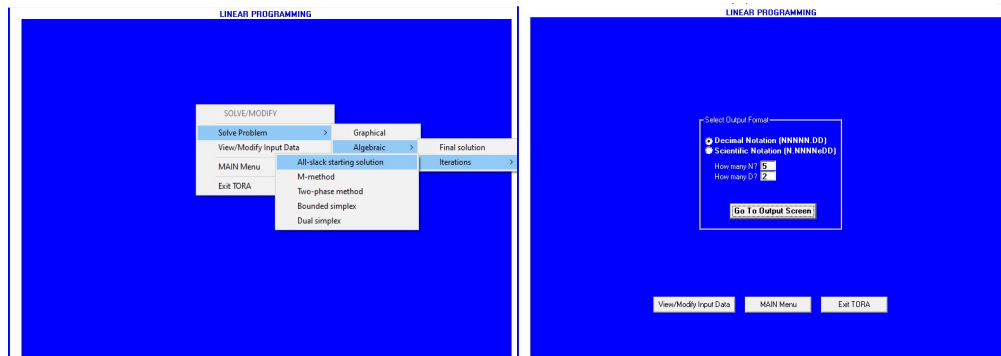 LINEAR PROGRAMMING
SOLVE/MODIFY
Solve Problem >
Graphical
View/Modify Input Data
Algebraic >
Final solution
MAIN Menu
All-slack starting solution
Iterations >
Exit TORA
M-method
Two-phase method
Bounded simplex
Dual simplex
LINEAR PROGRAMMING
Select Output Format
Decimal Notation (NNNNN.DD)
Scientific Notation (N.NNNNeDD)
How many N? 5
How many D? 2
Go To Output Screen
View/Modify Input Data MAIN Menu Exit TORA